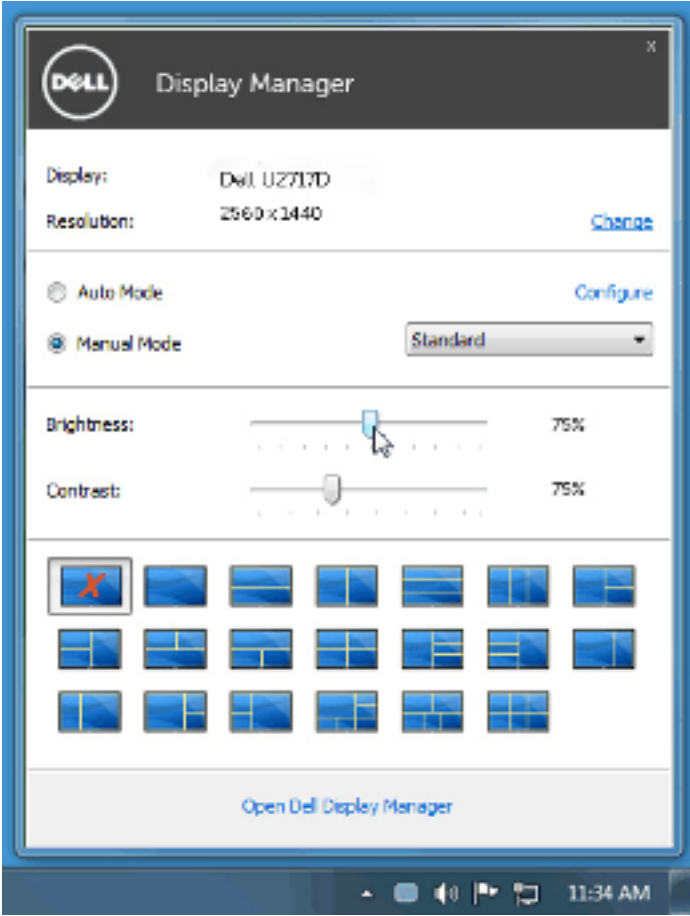 x
DELL Display Manager
Display: Dell U2717D
Resolution: 2560 x 1440 Change
Auto Mode Configure
Manual Mode Standard
Brightness: 75%
Contrast: 75%
X
Open Dell Display Manager
11:34 AM